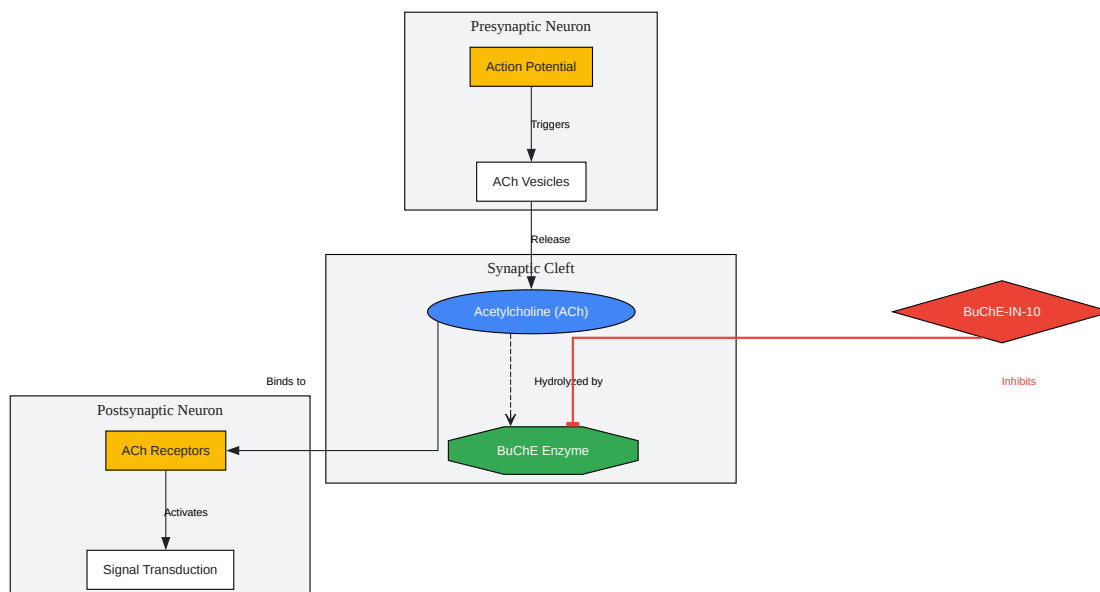 Presynaptic Neuron
Action Potential
Triggers
ACh Vesicles
Release
Synaptic Cleft
Acetylcholine (ACh)
BuChE-IN-10
Binds to
Hydrolyzed by
Inhibits
Postsynaptic Neuron
ACh Receptors
BuChE Enzyme
Activates
Signal Transduction